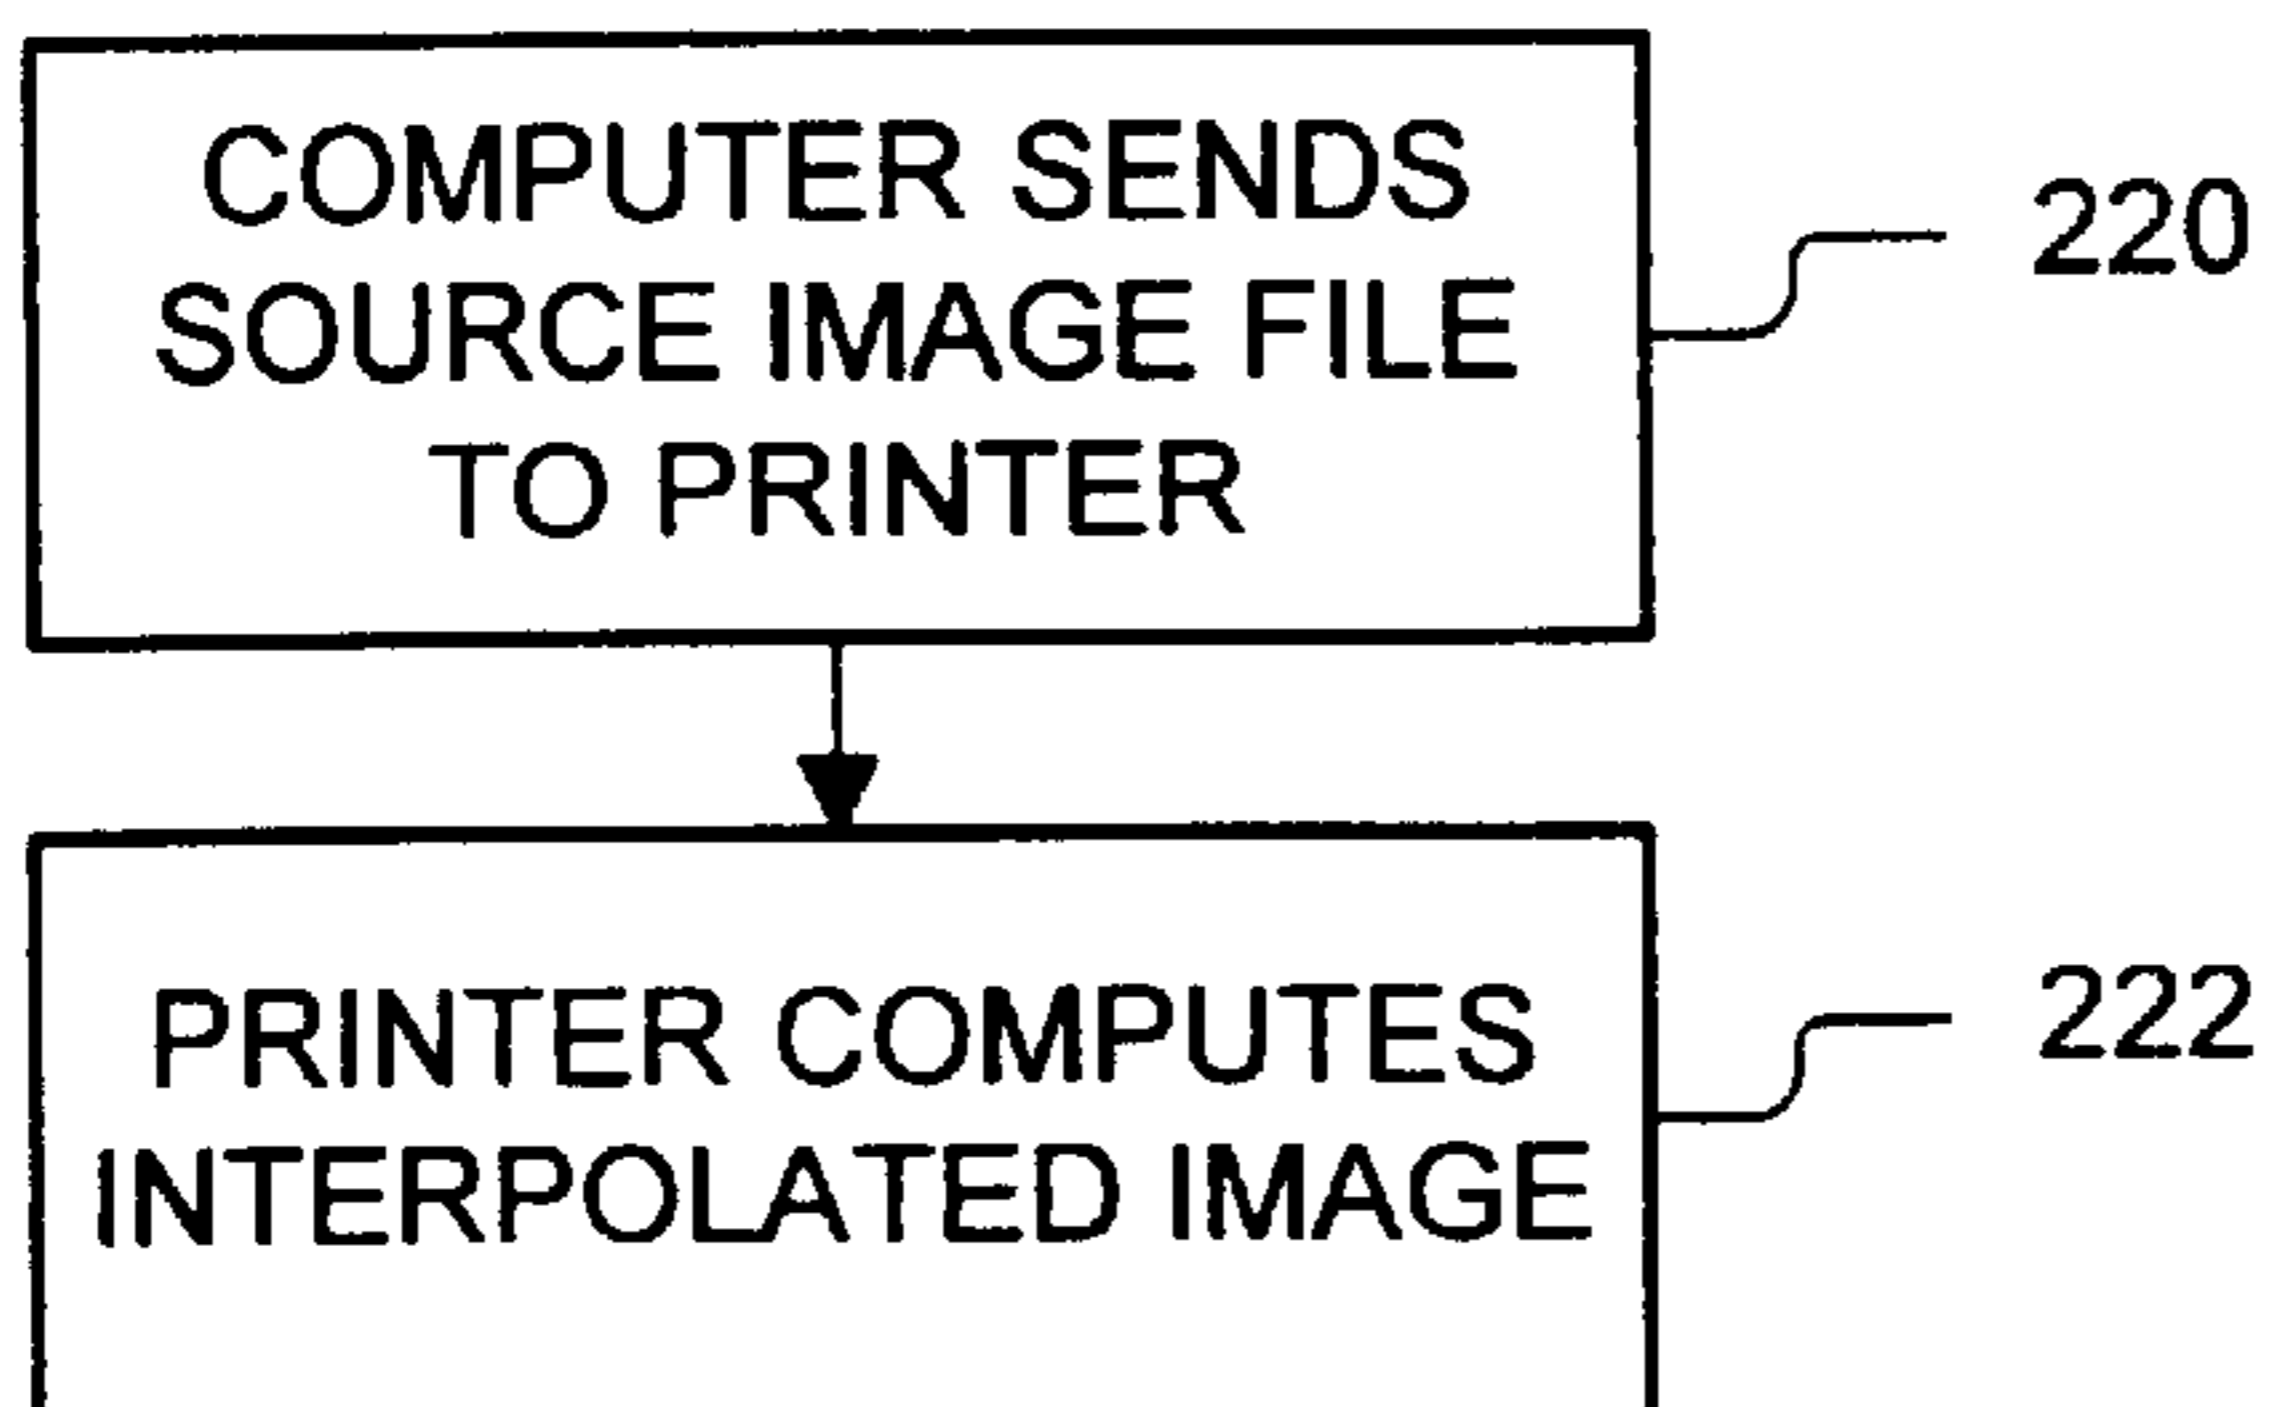 COMPUTER SENDS
SOURCE IMAGE FILE
TO PRINTER
220
PRINTER COMPUTES
INTERPOLATED IMAGE
222